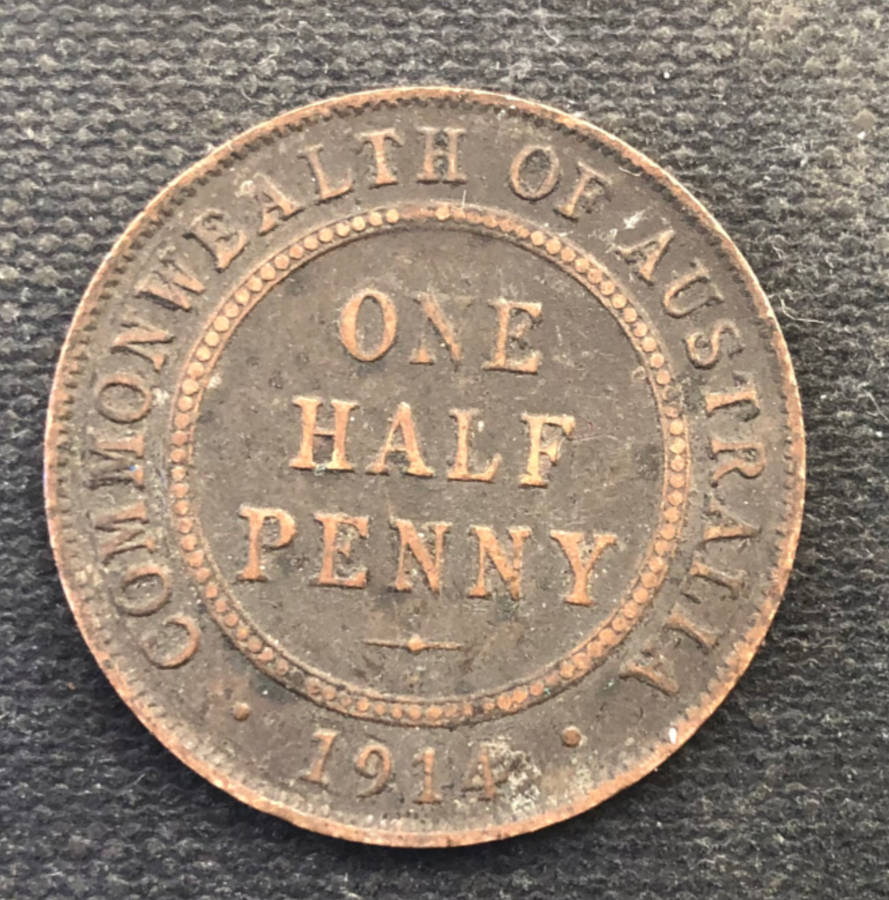 COMMONWEALTH OF AUSTRALIA
ONE
HALF
PENNY
1914